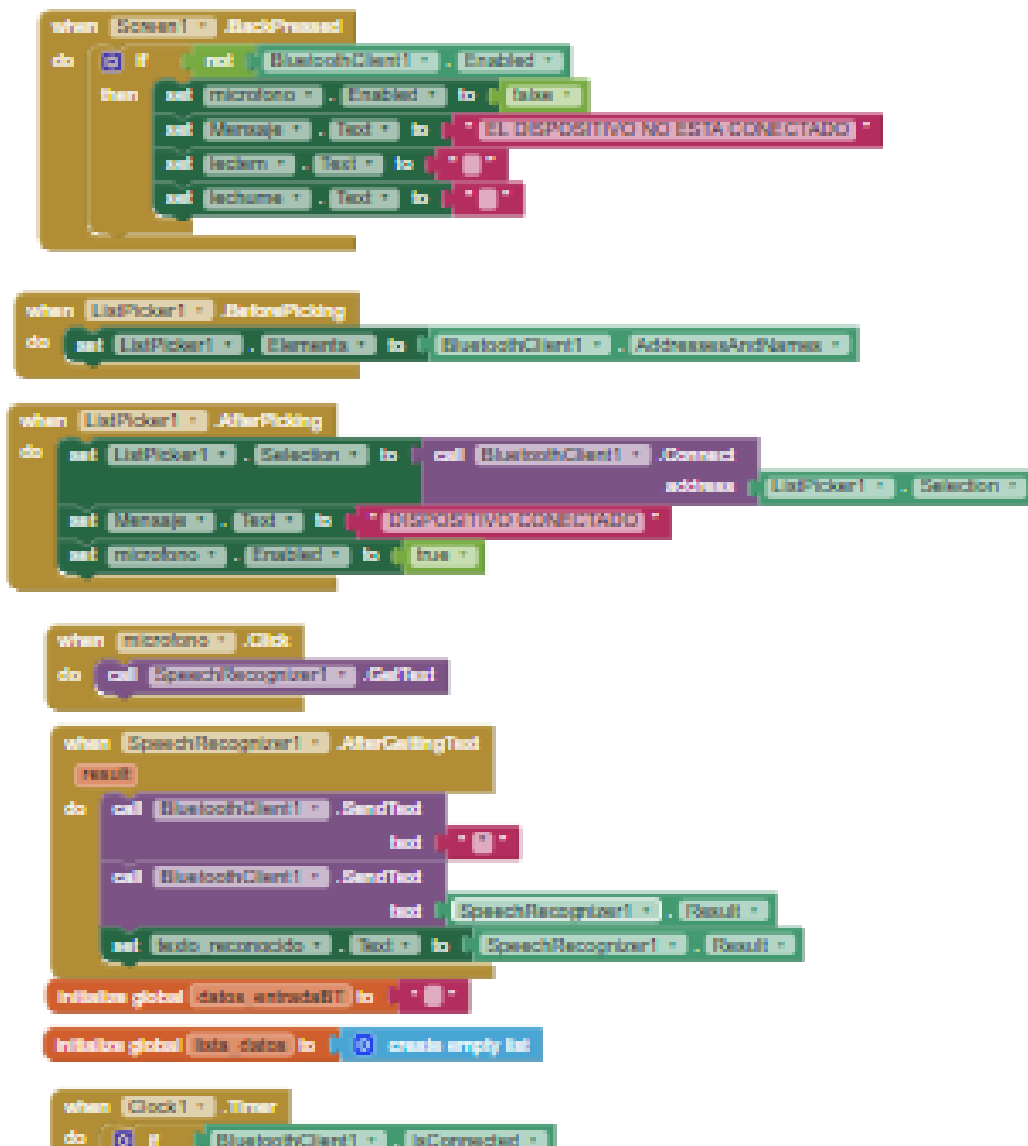 when Screen1 .BackPressed
do if not BluetoothClient1 . Enabled
then set microfono . Enabled to false
set Mensaje . Text to " EL DISPOSITIVO NO ESTA CONECTADO "
set lectem . Text to " "
set lechume . Text to " "
when ListPicker1 .BeforePicking
do set ListPicker1 . Elements to BluetoothClient1 . AddressesAndNames
when ListPicker1 .AfterPicking
do set ListPicker1 . Selection to call BluetoothClient1 .Connect
address ListPicker1 . Selection
set Mensaje . Text to " DISPOSITIVO CONECTADO "
set microfono . Enabled to true
when microfono .Click
do call SpeechRecognizer1 .GetText
when SpeechRecognizer1 .AfterGettingText
result
do call BluetoothClient1 .SendText
text " "
call BluetoothClient1 .SendText
text SpeechRecognizer1 . Result
set texto_reconocido . Text to SpeechRecognizer1 . Result
initialize global datos_entradaBT to " "
initialize global lista_datos to create empty list
when Clock1 .Timer
do if BluetoothClient1 . IsConnected